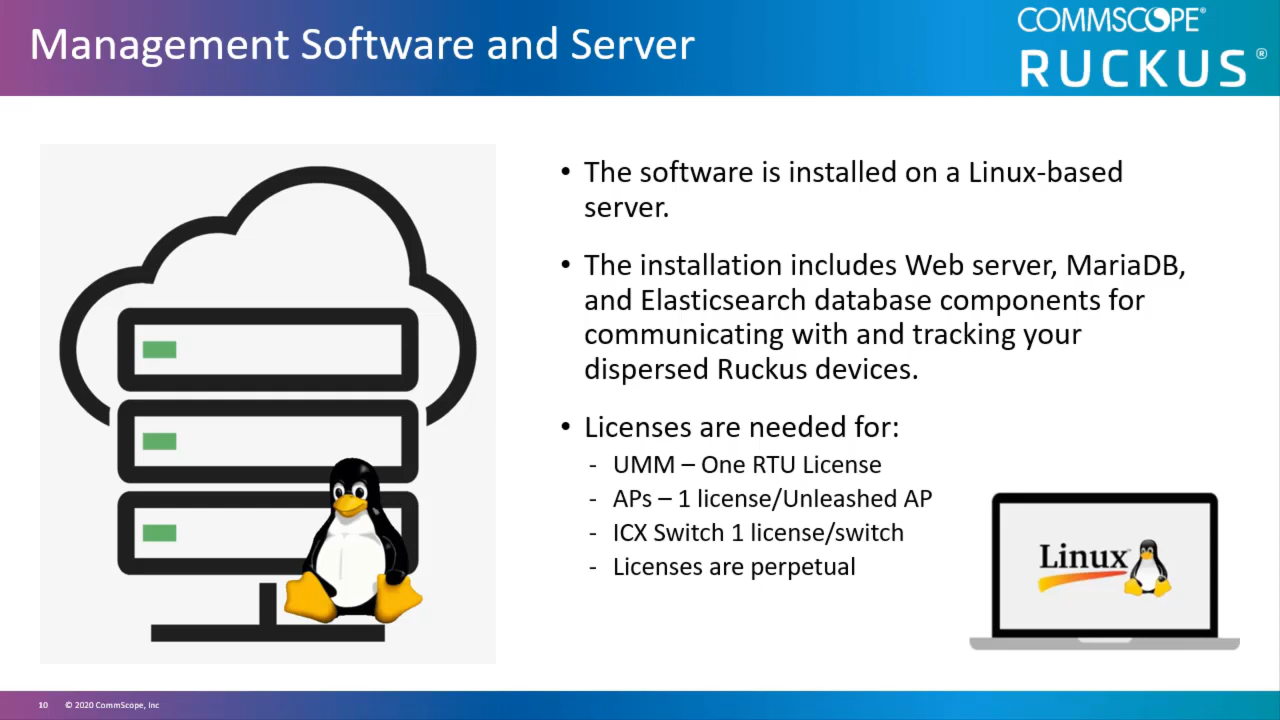 Management Software and Server
COMMSCOPE®
RUCKUS®
• The software is installed on a Linux-based
server.
• The installation includes Web server, MariaDB,
and Elasticsearch database components for
communicating with and tracking your
dispersed Ruckus devices.
• Licenses are needed for:
- UMM – One RTU License
- APs – 1 license/Unleashed AP
- ICX Switch 1 license/switch
- Licenses are perpetual
Linux
10 © 2020 CommScope, Inc